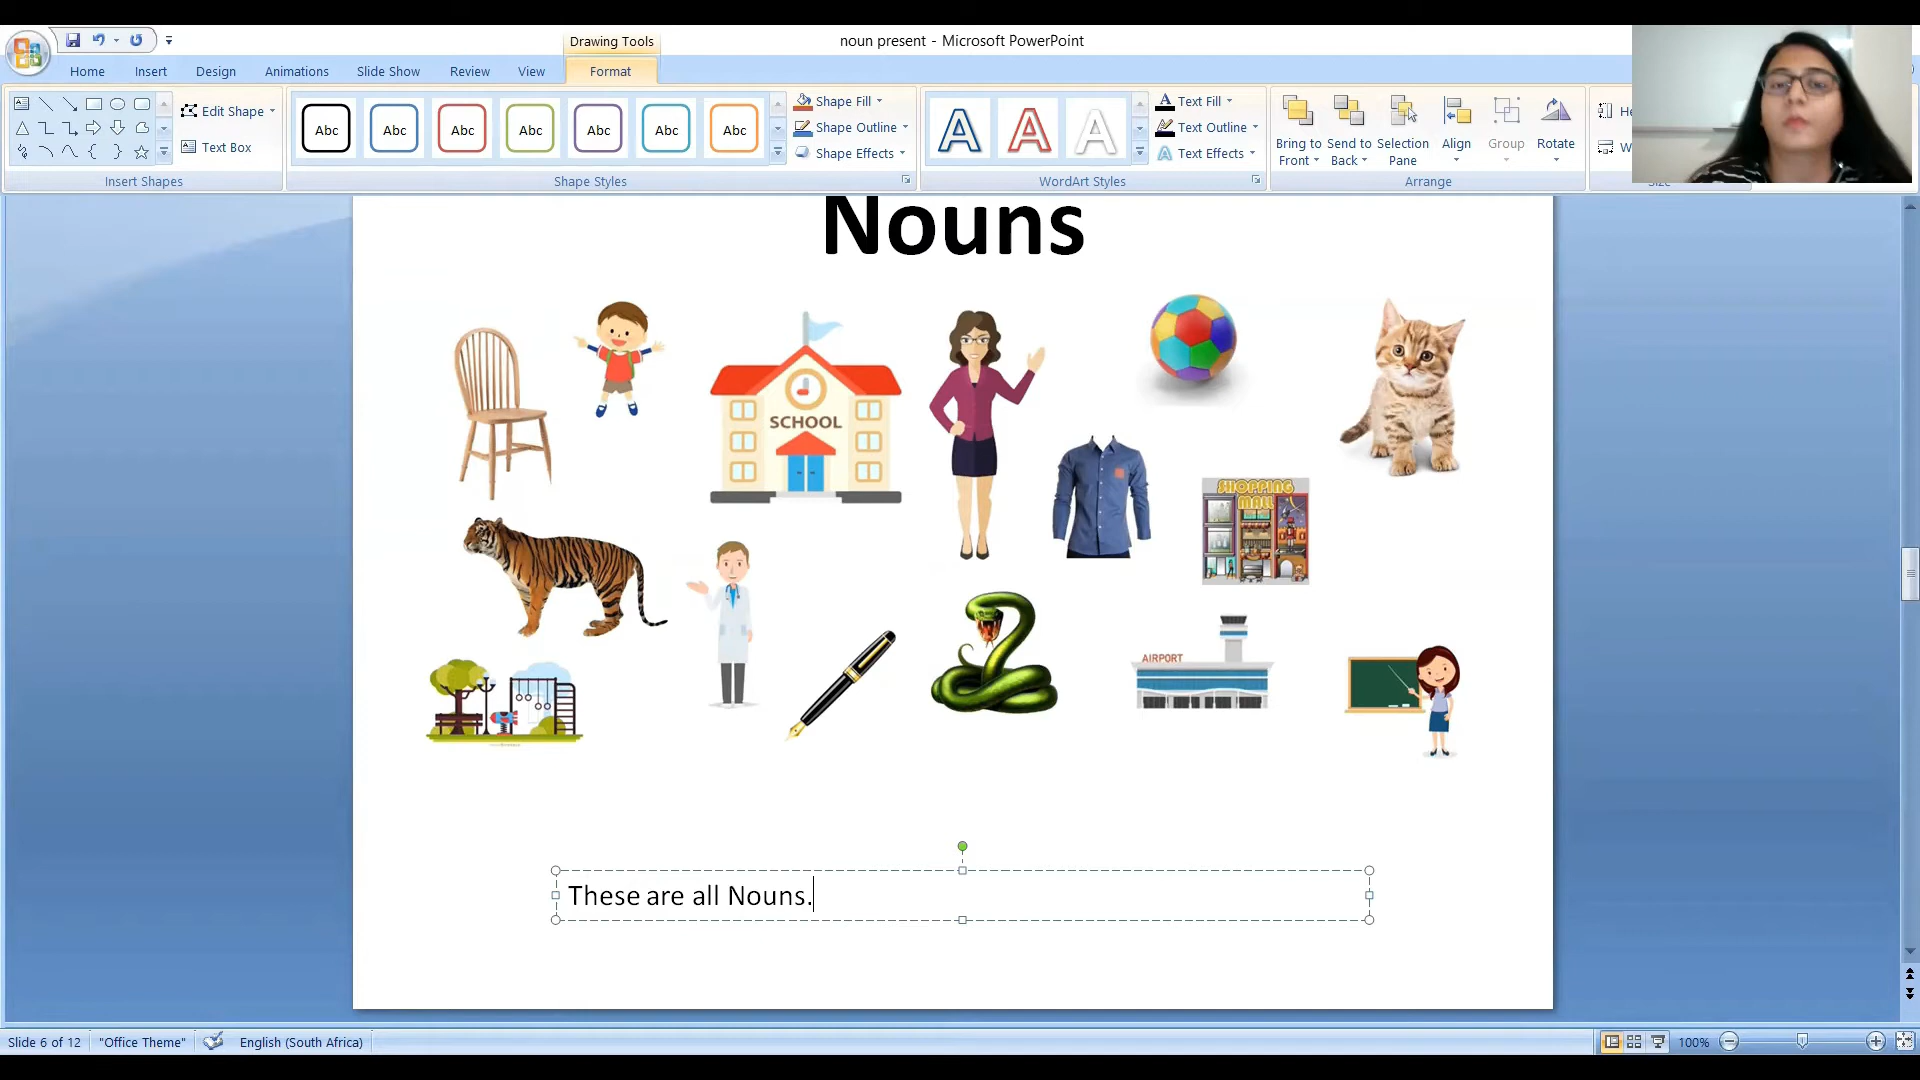 Drawing Tools
noun present - Microsoft PowerPoint
Home Insert Design Animations Slide Show Review View Format
Edit Shape
Text Box
Insert Shapes
Abc Abc Abc Abc Abc Abc Abc
Shape Fill
Shape Outline
Shape Effects
Shape Styles
A A A
Text Fill
Text Outline
Text Effects
WordArt Styles
Bring to Front
Send to Back
Selection Pane
Align
Group
Rotate
Arrange
Nouns
SCHOOL
SHOPPING
MALL
AIRPORT
These are all Nouns.
Slide 6 of 12 "Office Theme" English (South Africa) 100%